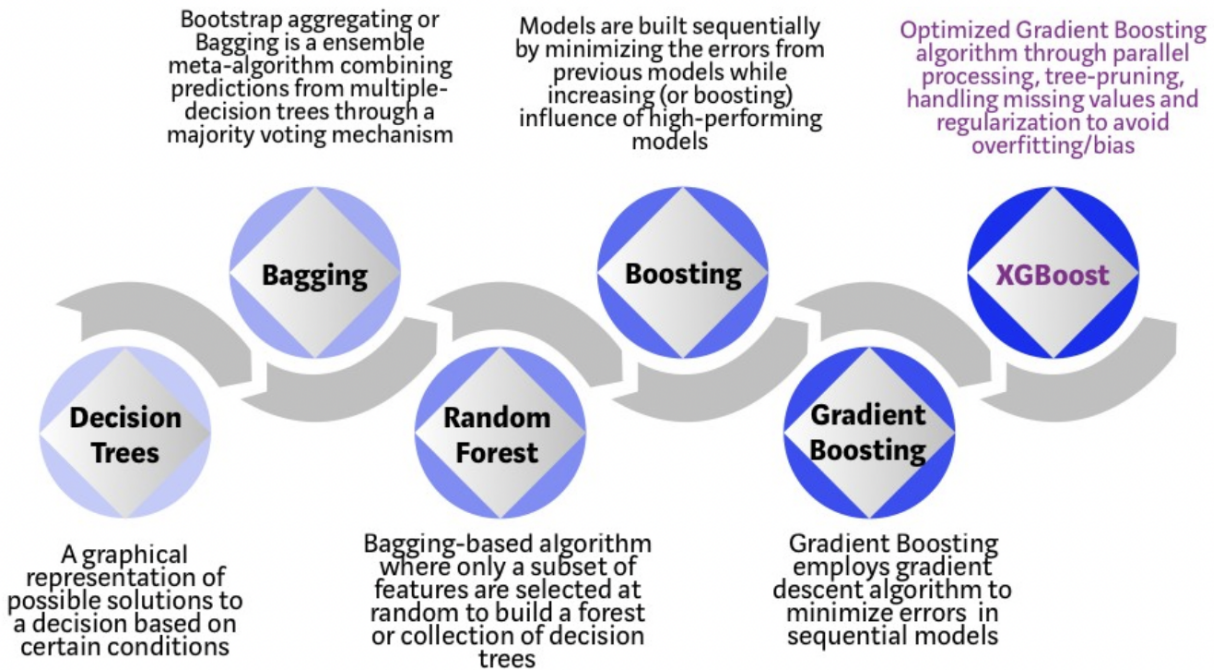 Bootstrap aggregating or
Bagging is a ensemble
meta-algorithm combining
predictions from multiple-
decision trees through a
majority voting mechanism
Models are built sequentially
by minimizing the errors from
previous models while
increasing (or boosting)
influence of high-performing
models
Optimized Gradient Boosting
algorithm through parallel
processing, tree-pruning,
handling missing values and
regularization to avoid
overfitting/bias
Bagging
Boosting
XGBoost
Decision
Trees
Random
Forest
Gradient
Boosting
A graphical
representation of
possible solutions to
a decision based on
certain conditions
Bagging-based algorithm
where only a subset of
features are selected at
random to build a forest
or collection of decision
trees
Gradient Boosting
employs gradient
descent algorithm to
minimize errors in
sequential models